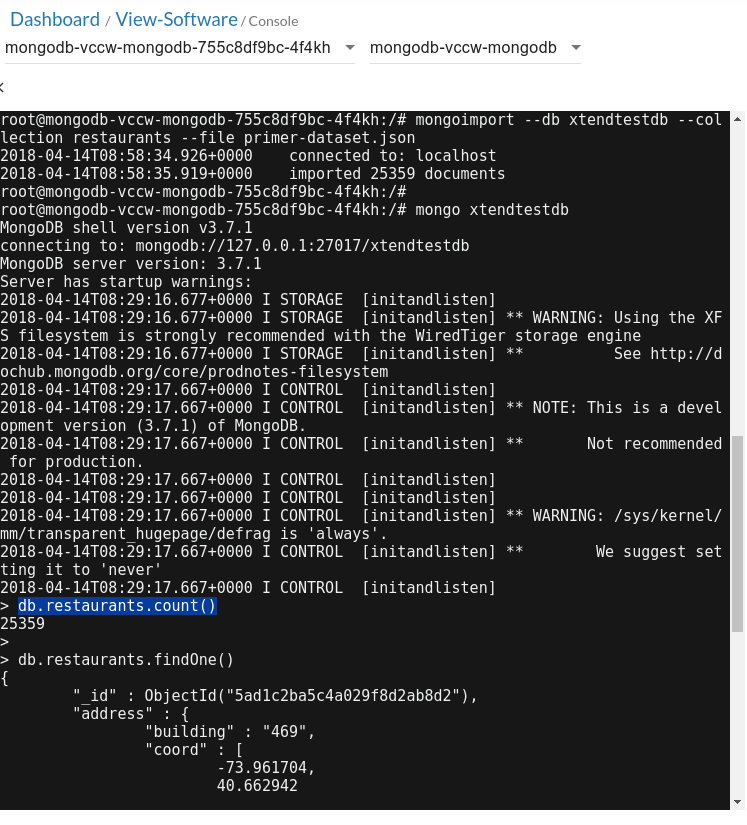 Dashboard / View-Software / Console
mongodb-vccw-mongodb-755c8df9bc-4f4kh mongodb-vccw-mongodb
root@mongodb-vccw-mongodb-755c8df9bc-4f4kh:/# mongoimport --db xtendtestdb --col
lection restaurants --file primer-dataset.json
2018-04-14T08:58:34.926+0000    connected to: localhost
2018-04-14T08:58:35.919+0000    imported 25359 documents
root@mongodb-vccw-mongodb-755c8df9bc-4f4kh:/#
root@mongodb-vccw-mongodb-755c8df9bc-4f4kh:/# mongo xtendtestdb
MongoDB shell version v3.7.1
connecting to: mongodb://127.0.0.1:27017/xtendtestdb
MongoDB server version: 3.7.1
Server has startup warnings:
2018-04-14T08:29:16.677+0000 I STORAGE  [initandlisten]
2018-04-14T08:29:16.677+0000 I STORAGE  [initandlisten] ** WARNING: Using the XF
S filesystem is strongly recommended with the WiredTiger storage engine
2018-04-14T08:29:16.677+0000 I STORAGE  [initandlisten] **          See http://d
ochub.mongodb.org/core/prodnotes-filesystem
2018-04-14T08:29:17.667+0000 I CONTROL  [initandlisten]
2018-04-14T08:29:17.667+0000 I CONTROL  [initandlisten] ** NOTE: This is a devel
opment version (3.7.1) of MongoDB.
2018-04-14T08:29:17.667+0000 I CONTROL  [initandlisten] **       Not recommended
 for production.
2018-04-14T08:29:17.667+0000 I CONTROL  [initandlisten]
2018-04-14T08:29:17.667+0000 I CONTROL  [initandlisten]
2018-04-14T08:29:17.667+0000 I CONTROL  [initandlisten] ** WARNING: /sys/kernel/
mm/transparent_hugepage/defrag is 'always'.
2018-04-14T08:29:17.667+0000 I CONTROL  [initandlisten] **        We suggest set
ting it to 'never'
2018-04-14T08:29:17.667+0000 I CONTROL  [initandlisten]
> db.restaurants.count()
25359
>
> db.restaurants.findOne()
{
        "_id" : ObjectId("5ad1c2ba5c4a029f8d2ab8d2"),
        "address" : {
                "building" : "469",
                "coord" : [
                        -73.961704,
                        40.662942